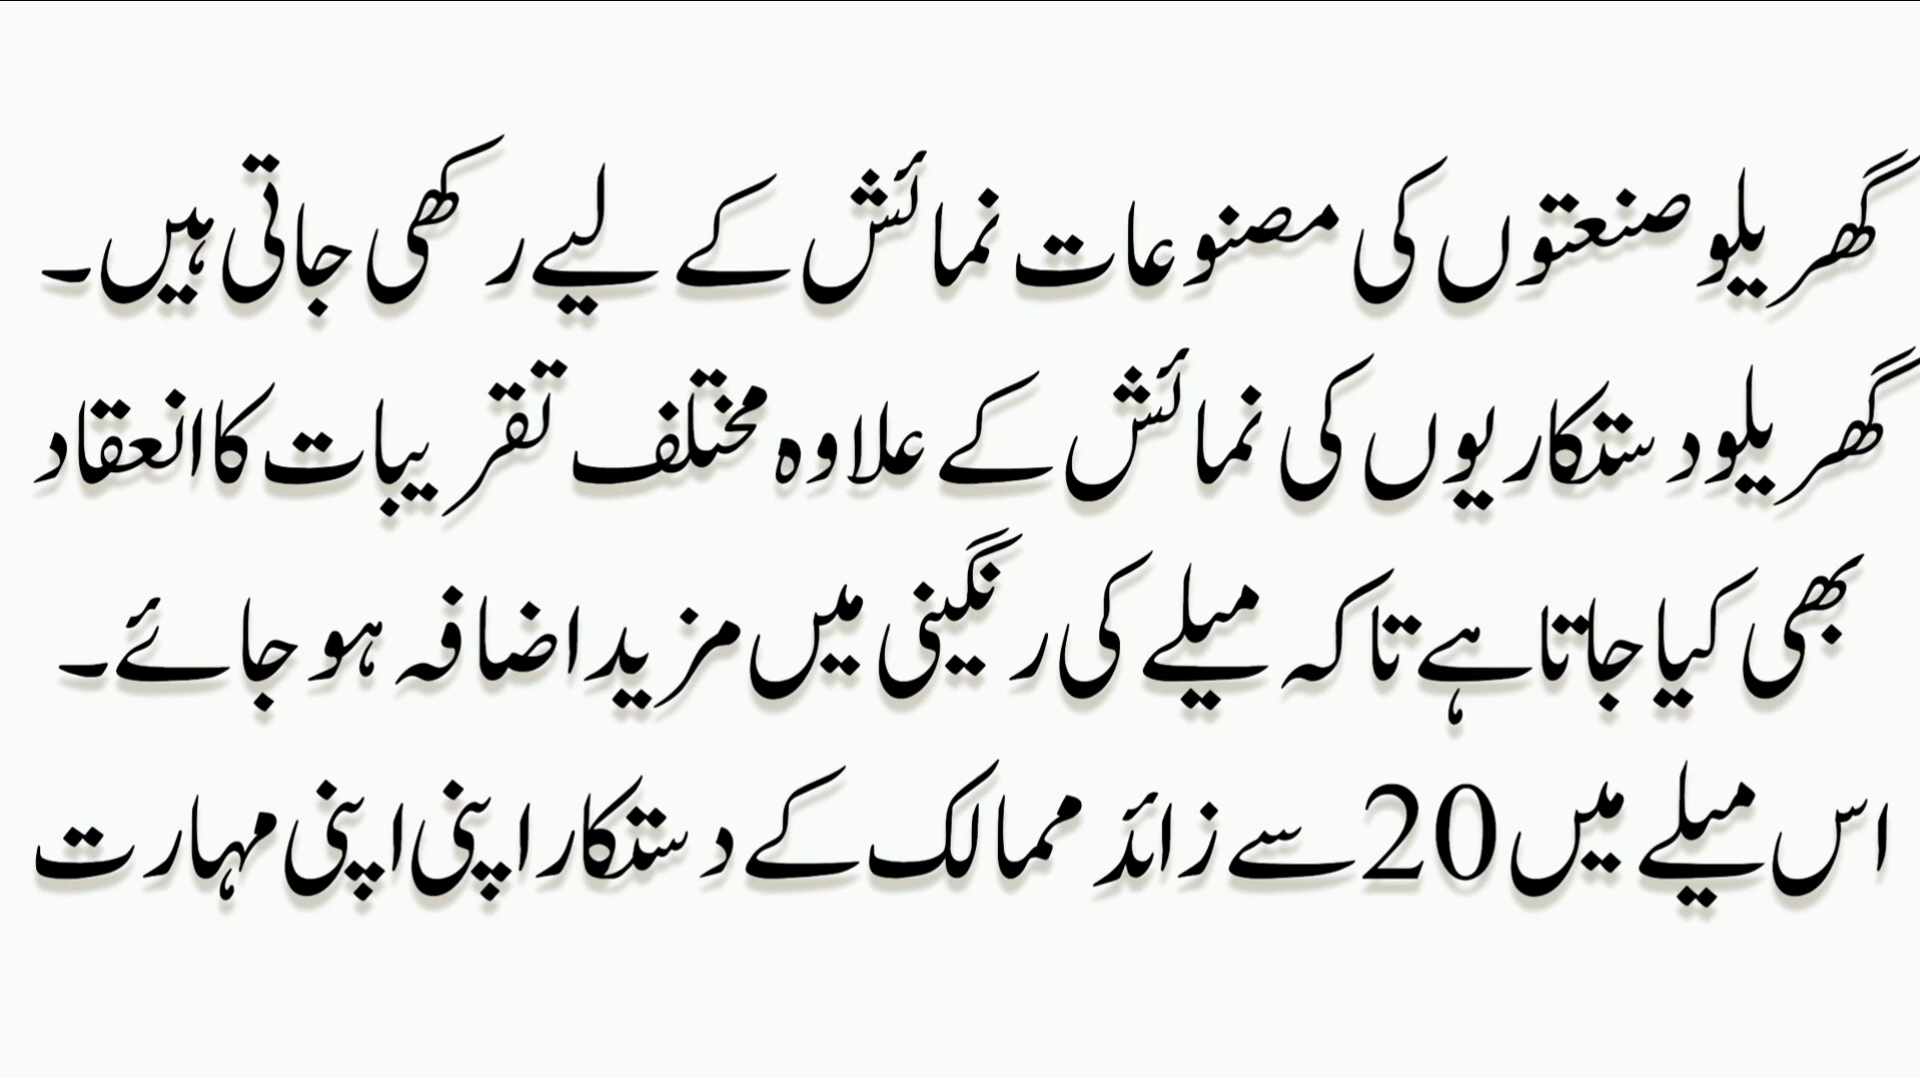 گھریلو صنعتوں کی مصنوعات نمائش کے لیے رکھی جاتی ہیں۔
گھریلو دستکاریوں کی نمائش کے علاوہ مختلف تقریبات کا انعقاد
بھی کیا جاتا ہے تاکہ میلے کی رنگینی میں مزید اضافہ ہو جائے۔
اس میلے میں 20 سے زائد ممالک کے دستکار اپنی اپنی مہارت